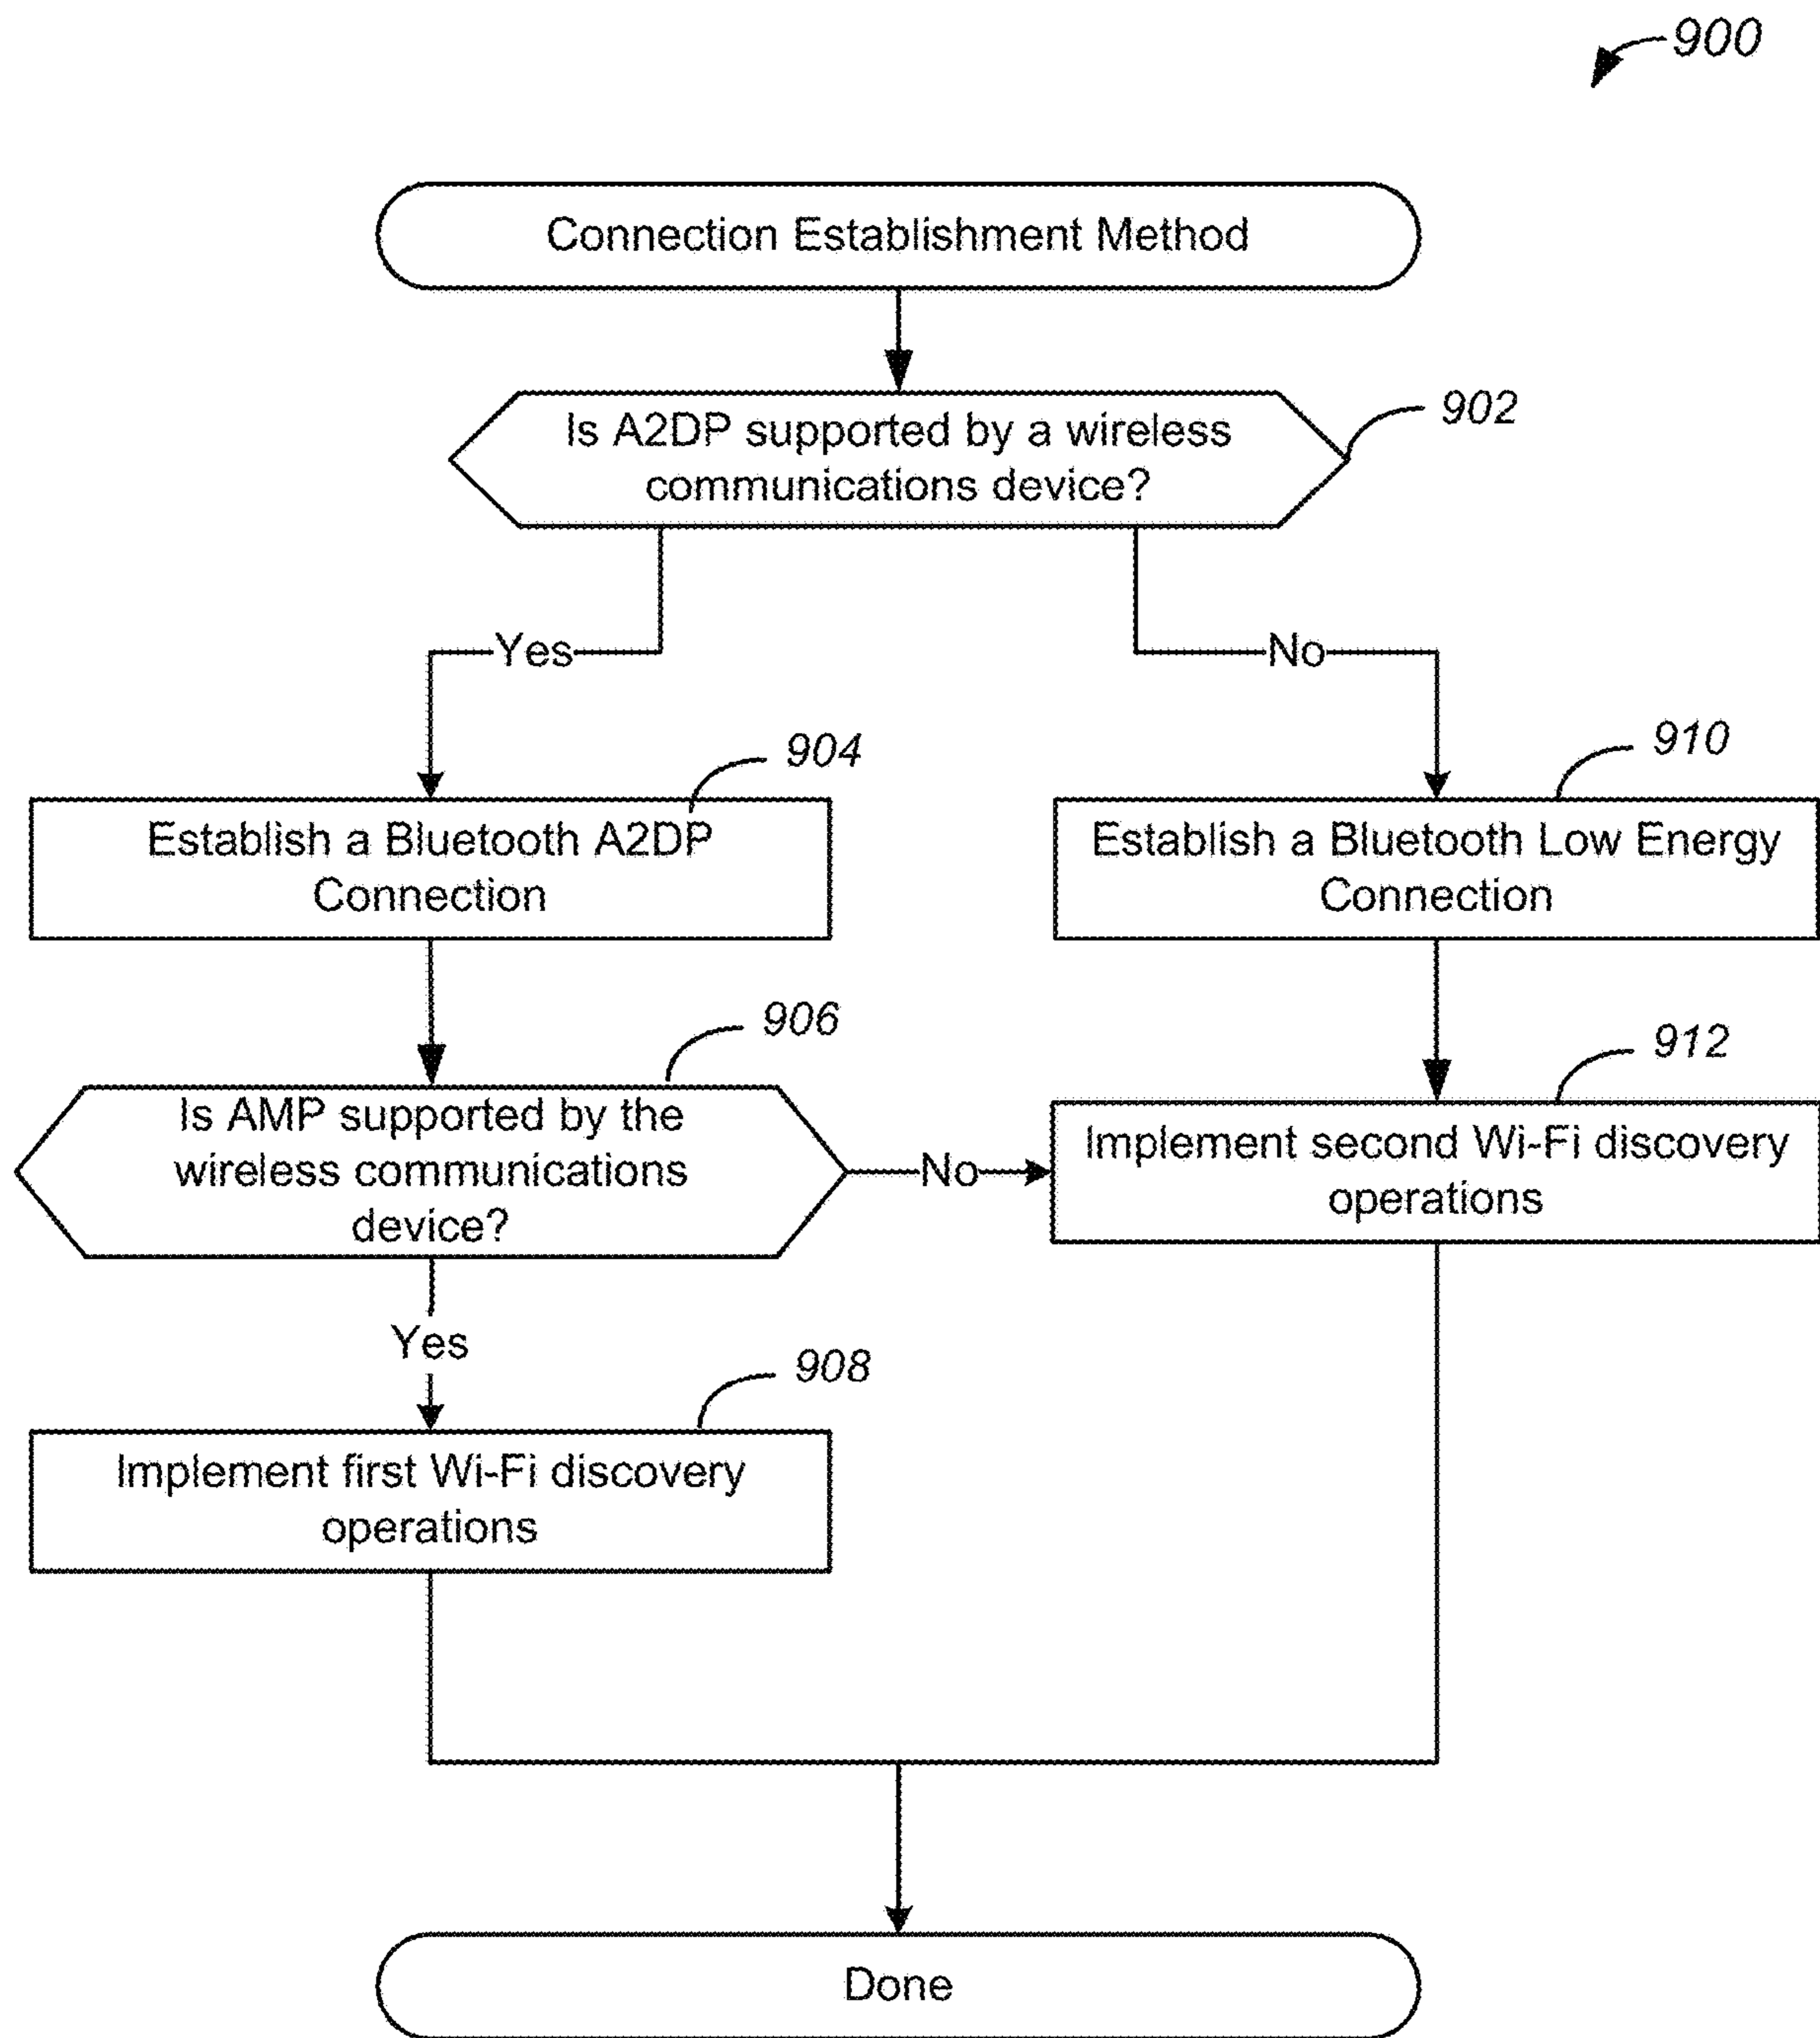 900
Connection Establishment Method
Is A2DP supported by a wireless
communications device?
902
Yes
No
904
910
Establish a Bluetooth A2DP
Connection
Establish a Bluetooth Low Energy
Connection
906
912
Is AMP supported by the
wireless communications
device?
No
Implement second Wi-Fi discovery
operations
Yes
908
Implement first Wi-Fi discovery
operations
Done